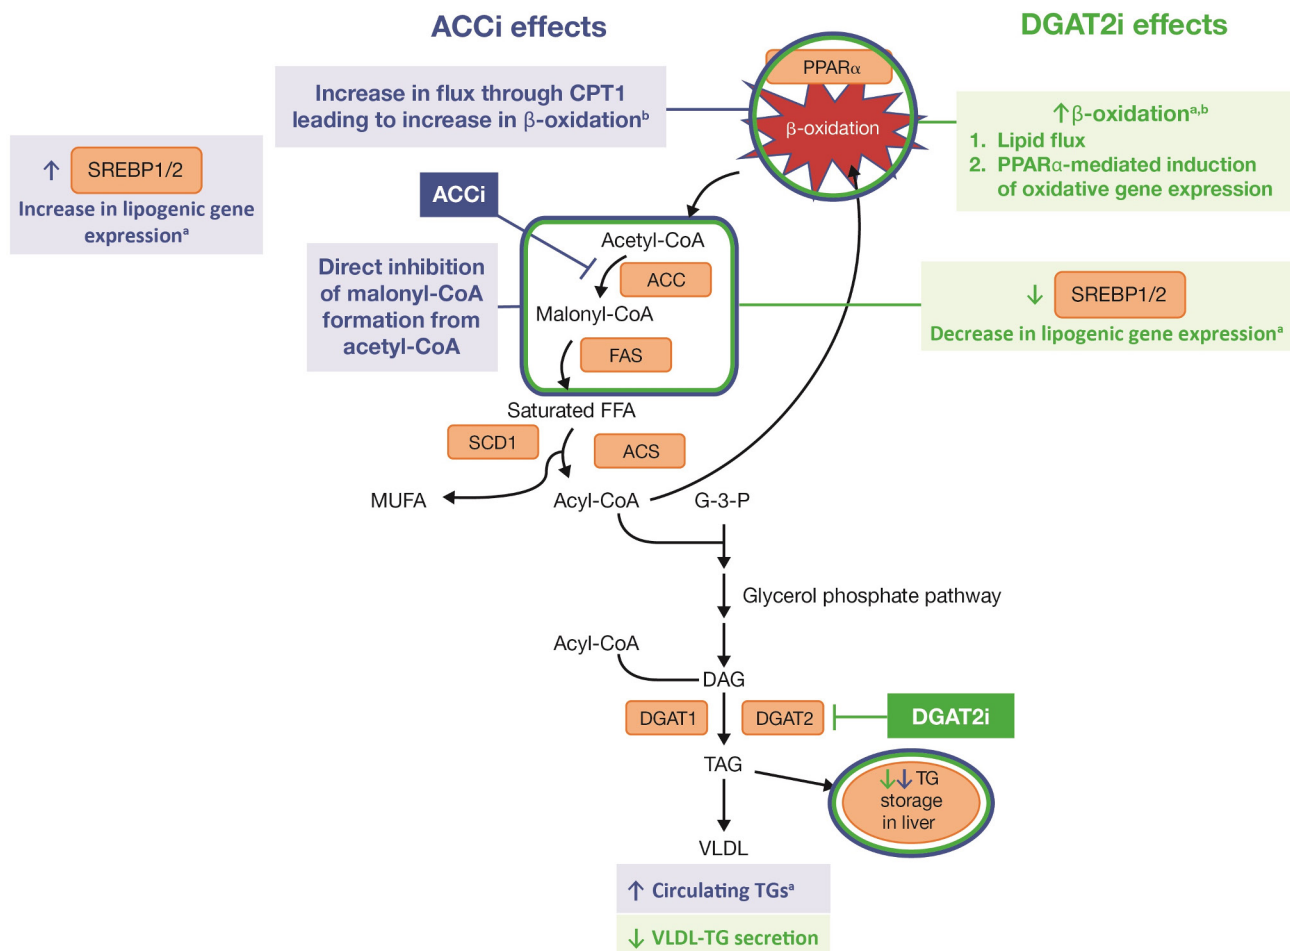 ACCi effects
DGAT2i effects
Increase in flux through CPT1
leading to increase in β-oxidationᵇ
PPARα
β-oxidation
↑β-oxidationᵃ,ᵇ
1. Lipid flux
2. PPARα-mediated induction
of oxidative gene expression
↑ SREBP1/2
Increase in lipogenic gene
expressionᵃ
ACCi
Direct inhibition
of malonyl-CoA
formation from
acetyl-CoA
Acetyl-CoA
ACC
Malonyl-CoA
FAS
↓ SREBP1/2
Decrease in lipogenic gene expressionᵃ
Saturated FFA
SCD1
ACS
MUFA
Acyl-CoA
G-3-P
Glycerol phosphate pathway
Acyl-CoA
DAG
DGAT1
DGAT2
DGAT2i
TAG
↓↓TG
storage
in liver
VLDL
↑ Circulating TGsᵃ
↓ VLDL-TG secretion